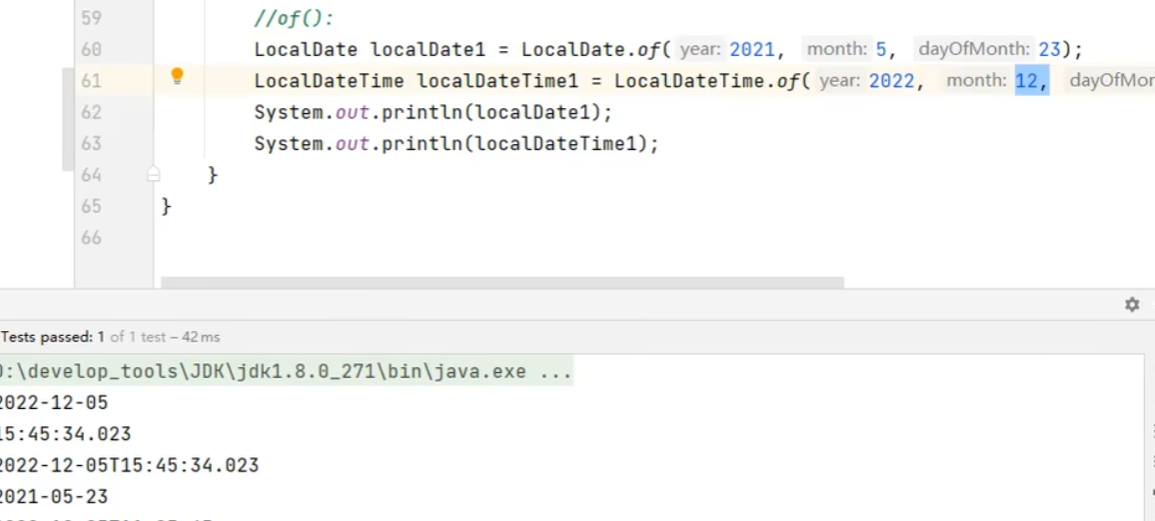 59 //of():
60 LocalDate localDate1 = LocalDate.of( year: 2021, month: 5, dayOfMonth: 23);
61 LocalDateTime localDateTime1 = LocalDateTime.of( year: 2022, month: 12, dayOfMon
62 System.out.println(localDate1);
63 System.out.println(localDateTime1);
64 }
65 }
66
Tests passed: 1 of 1 test – 42 ms
D:\develop_tools\JDK\jdk1.8.0_271\bin\java.exe ...
2022-12-05
15:45:34.023
2022-12-05T15:45:34.023
2021-05-23